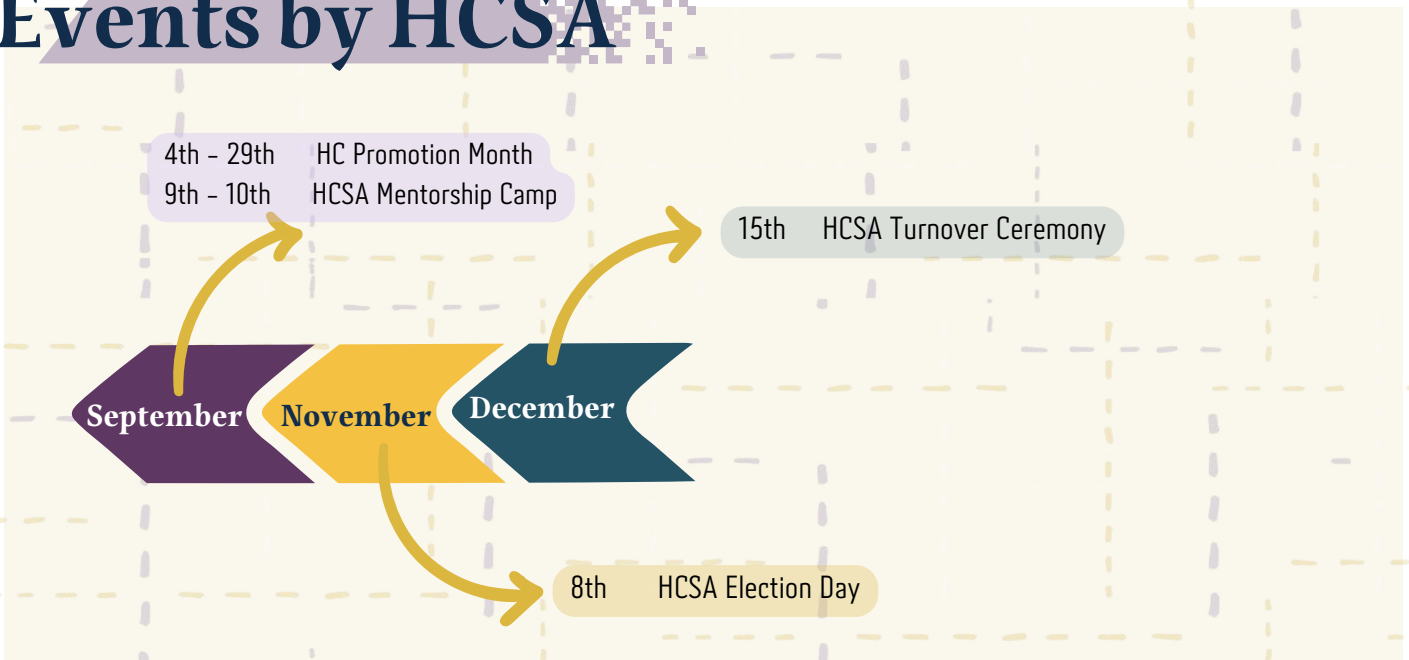 Events by HCSA
4th - 29th HC Promotion Month
9th - 10th HCSA Mentorship Camp
15th HCSA Turnover Ceremony
September
November
December
8th HCSA Election Day